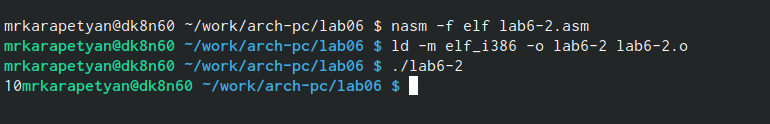 mrkarapetyan@dk8n60 ~/work/arch-pc/lab06 $ nasm -f elf lab6-2.asm
mrkarapetyan@dk8n60 ~/work/arch-pc/lab06 $ ld -m elf_i386 -o lab6-2 lab6-2.o
mrkarapetyan@dk8n60 ~/work/arch-pc/lab06 $ ./lab6-2
10mrkarapetyan@dk8n60 ~/work/arch-pc/lab06 $